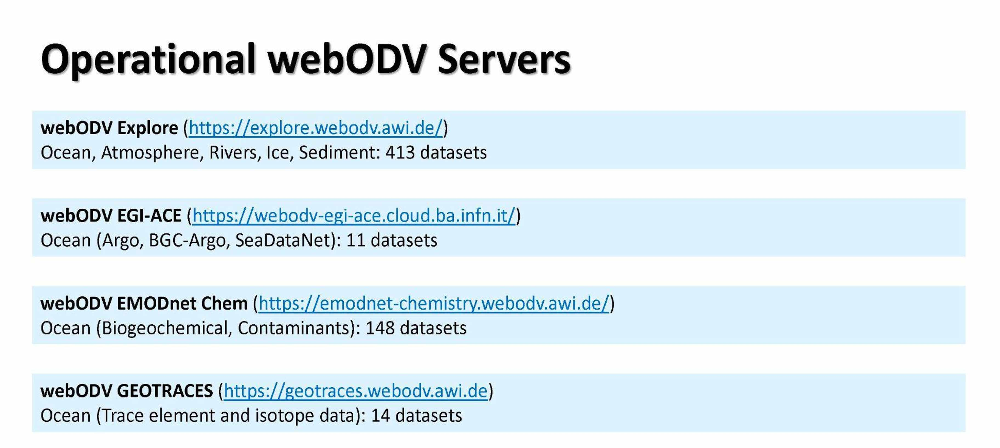 Operational webODV Servers
webODV Explore (https://explore.webodv.awi.de/)
Ocean, Atmosphere, Rivers, Ice, Sediment: 413 datasets
webODV EGI-ACE (https://webodv-egi-ace.cloud.ba.infn.it/)
Ocean (Argo, BGC-Argo, SeaDataNet): 11 datasets
webODV EMODnet Chem (https://emodnet-chemistry.webodv.awi.de/)
Ocean (Biogeochemical, Contaminants): 148 datasets
webODV GEOTRACES (https://geotraces.webodv.awi.de)
Ocean (Trace element and isotope data): 14 datasets